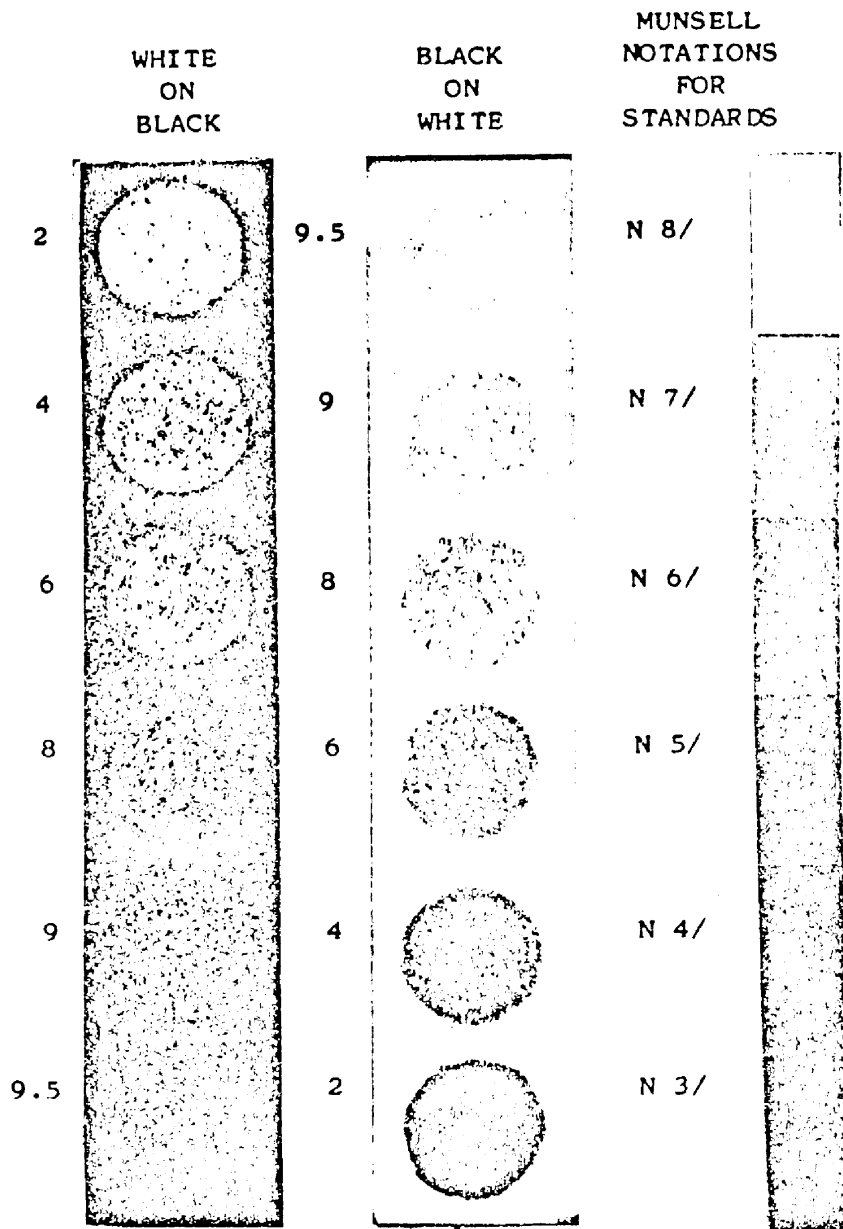 WHITE
ON
BLACK
BLACK
ON
WHITE
MUNSELL
NOTATIONS
FOR
STANDARDS
2 9.5 N 8/
4 9 N 7/
6 8 N 6/
8 6 N 5/
9 4 N 4/
9.5 2 N 3/